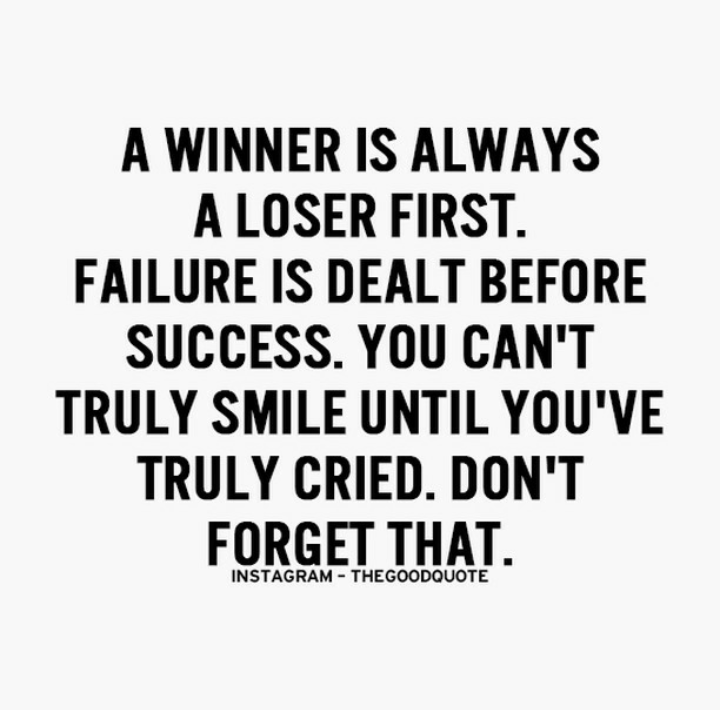 A WINNER IS ALWAYS
A LOSER FIRST.
FAILURE IS DEALT BEFORE
SUCCESS. YOU CAN'T
TRULY SMILE UNTIL YOU'VE
TRULY CRIED. DON'T
FORGET THAT.
INSTAGRAM - THEGOODQUOTE